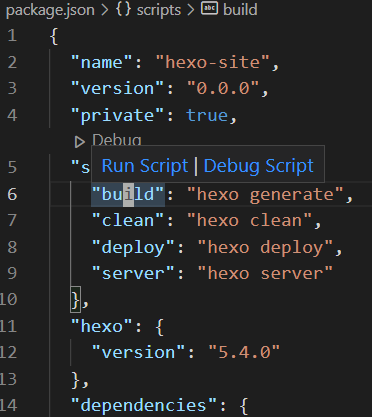 package.json > {} scripts > abc build
1 {
2 "name": "hexo-site",
3 "version": "0.0.0",
4 "private": true,
▷ Debug
5 "s
Run Script | Debug Script
6 "build": "hexo generate",
7 "clean": "hexo clean",
8 "deploy": "hexo deploy",
9 "server": "hexo server"
10 },
11 "hexo": {
12 "version": "5.4.0"
13 },
14 "dependencies": {